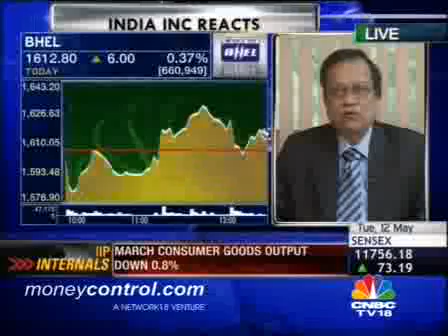 INDIA INC REACTS
LIVE
BHEL
1612.80 ▲ 6.00 0.37%
TODAY [660,949]
BHEL
1,643.20
1,626.63
1,610.05
1,593.48
1,576.90
10:00 11:00 13:00
Tue, 12 May
SENSEX
11756.18
▲ 73.19
IIP
INTERNALS
MARCH CONSUMER GOODS OUTPUT
DOWN 0.8%
moneycontrol.com
A NETWORK18 VENTURE
CNBC
TV18